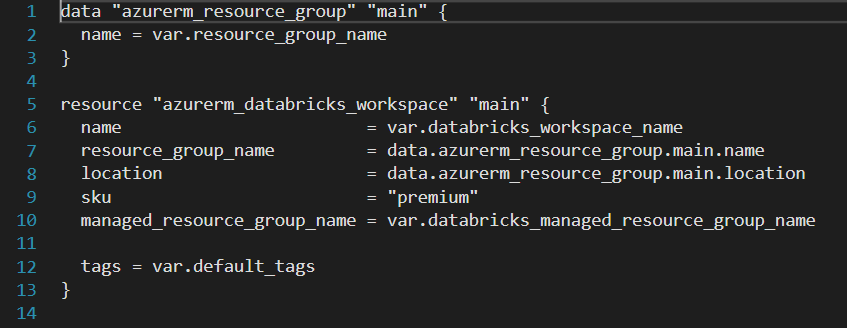 1 data "azurerm_resource_group" "main" {
2   name = var.resource_group_name
3 }
4
5 resource "azurerm_databricks_workspace" "main" {
6   name                        = var.databricks_workspace_name
7   resource_group_name         = data.azurerm_resource_group.main.name
8   location                    = data.azurerm_resource_group.main.location
9   sku                         = "premium"
10   managed_resource_group_name = var.databricks_managed_resource_group_name
11
12   tags = var.default_tags
13 }
14